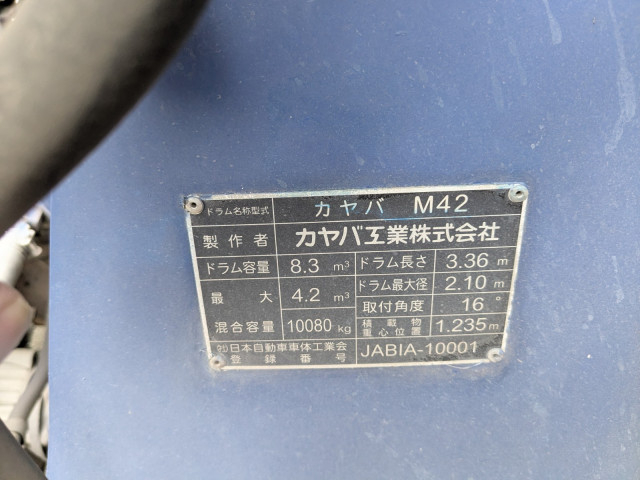 ドラム名称型式 カヤバ M42
製作者 カヤバ工業株式会社
ドラム容量 8.3 m³ ドラム長さ 3.36 m
最大 4.2 m³ ドラム最大径 2.10 m
混合容量 10080 kg 取付角度 16°
積載物重心位置 1.235 m
(社)日本自動車車体工業会
登録番号 JABIA-10001